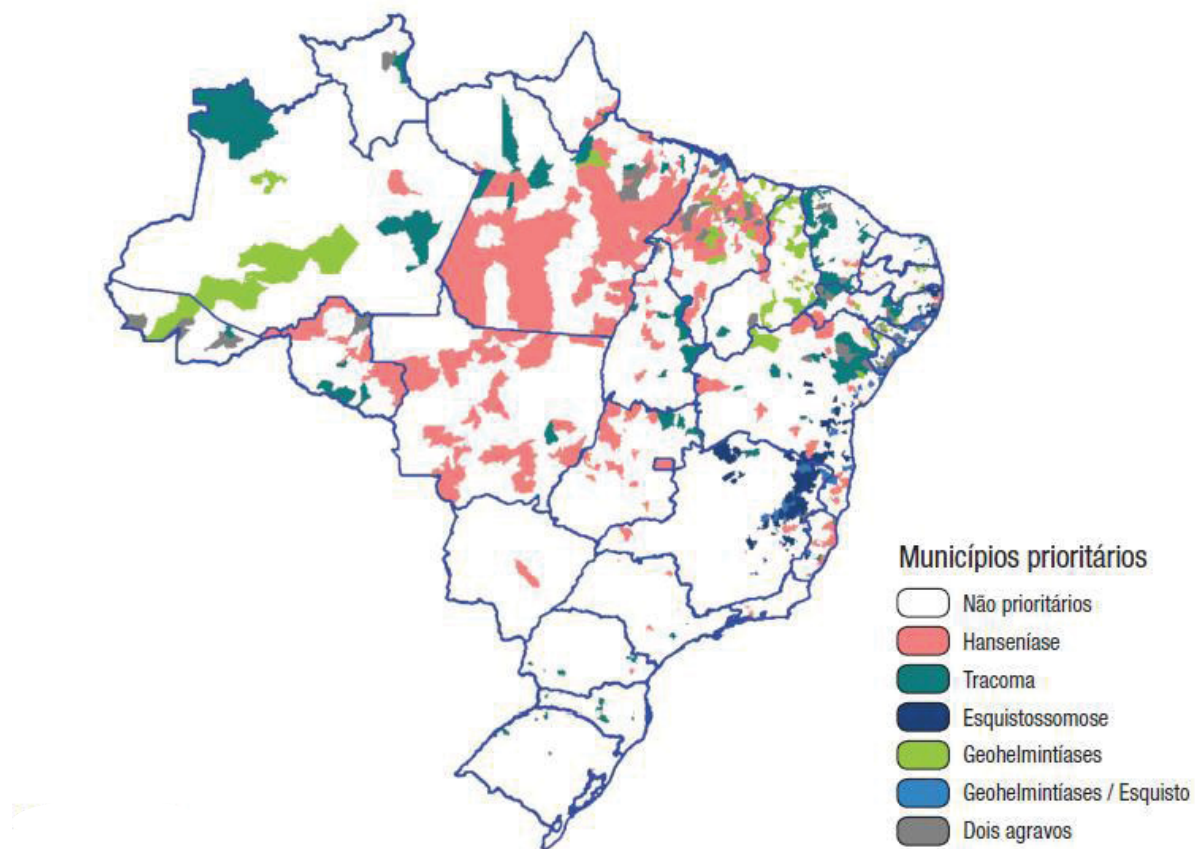 Municípios prioritários
Não prioritários
Hanseníase
Tracoma
Esquistossomose
Geohelmintíases
Geohelmintíases / Esquisto
Dois agravos